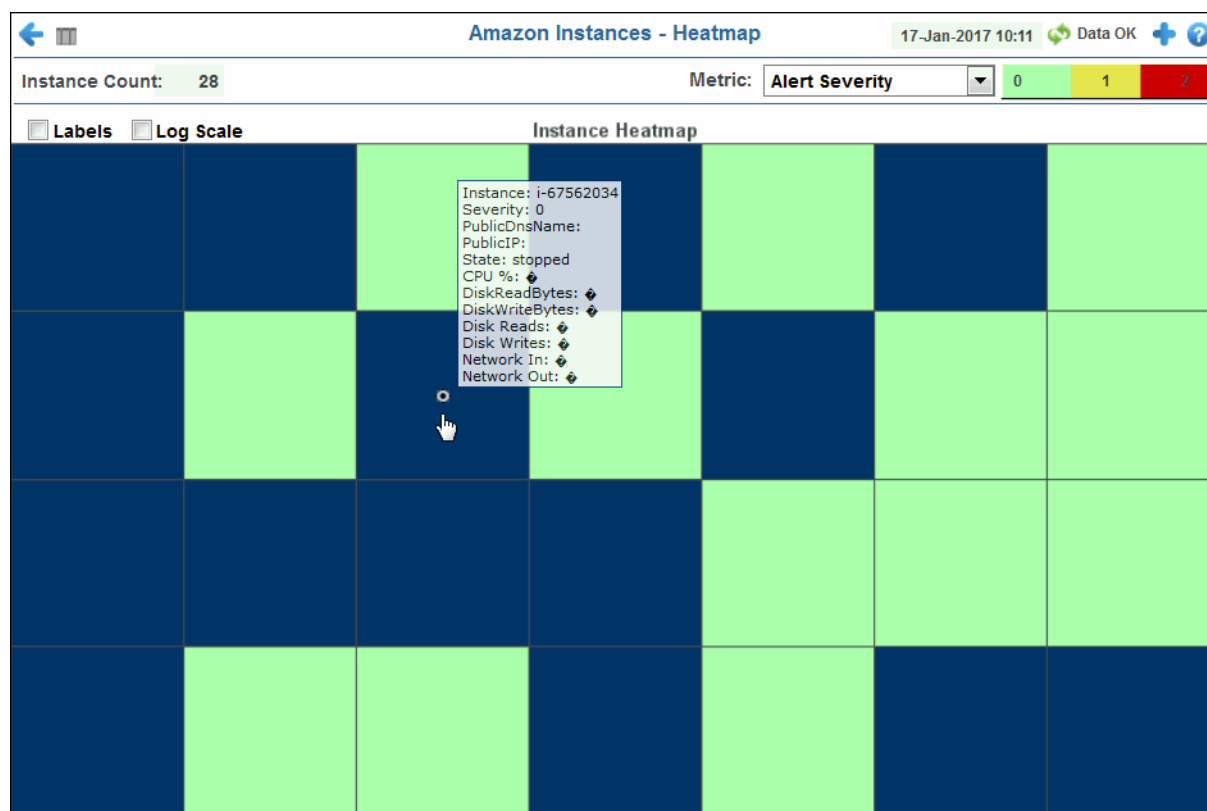 Amazon Instances - Heatmap 17-Jan-2017 10:11 Data OK
Instance Count: 28 Metric: Alert Severity 0 1 2
Labels Log Scale Instance Heatmap
Instance: i-67562034
Severity: 0
PublicDnsName:
PublicIP:
State: stopped
CPU %: �
DiskReadBytes: �
DiskWriteBytes: �
Disk Reads: �
Disk Writes: �
Network In: �
Network Out: �